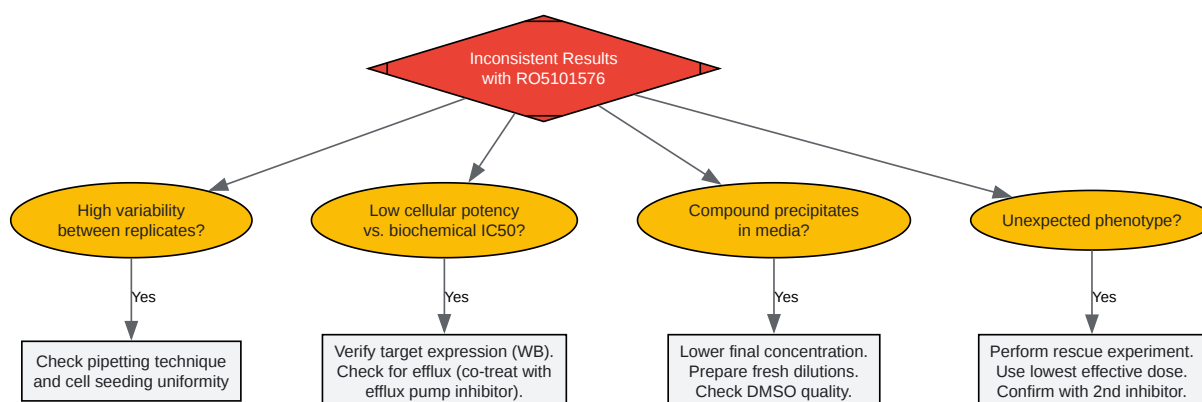 Inconsistent Results
with RO5101576
High variability
between replicates?
Low cellular potency
vs. biochemical IC50?
Compound precipitates
in media?
Unexpected phenotype?
Yes
Yes
Yes
Yes
Check pipetting technique
and cell seeding uniformity
Verify target expression (WB).
Check for efflux (co-treat with
efflux pump inhibitor).
Lower final concentration.
Prepare fresh dilutions.
Check DMSO quality.
Perform rescue experiment.
Use lowest effective dose.
Confirm with 2nd inhibitor.